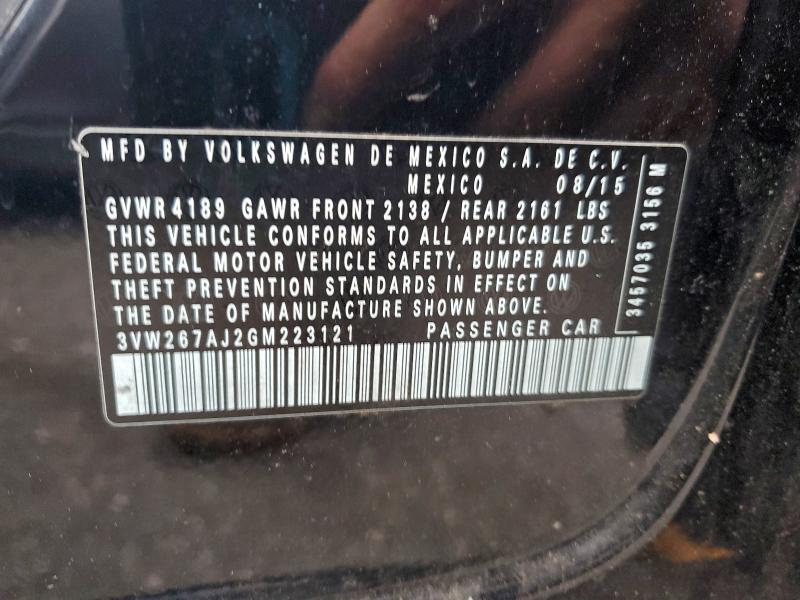 MFD BY VOLKSWAGEN DE MEXICO S.A. DE C.V.
MEXICO 08/15
GVWR 4189 GAWR FRONT 2138 / REAR 2161 LBS
THIS VEHICLE CONFORMS TO ALL APPLICABLE U.S.
FEDERAL MOTOR VEHICLE SAFETY, BUMPER AND
THEFT PREVENTION STANDARDS IN EFFECT ON
THE DATE OF MANUFACTURE SHOWN ABOVE.
3VW267AJ2GM223121 PASSENGER CAR
3457035 3156 M